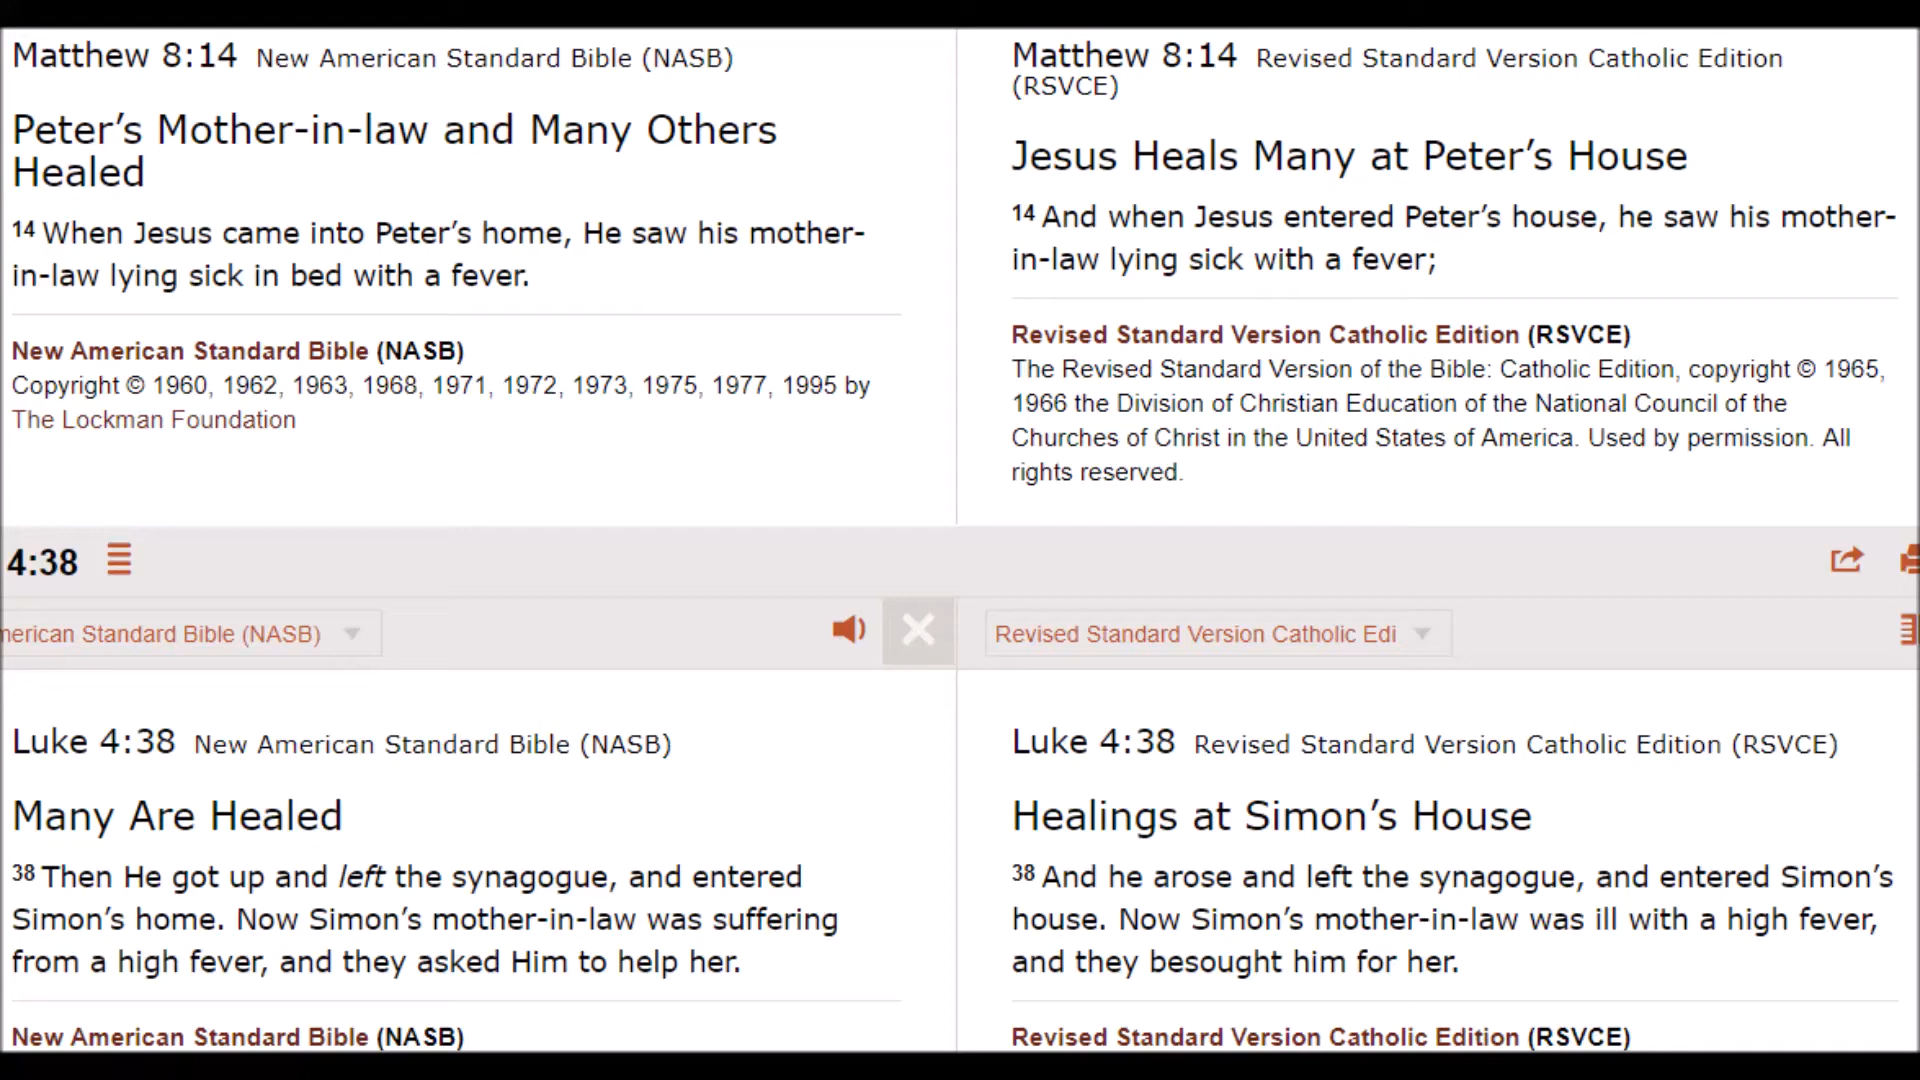 Matthew 8:14 New American Standard Bible (NASB)
Peter’s Mother-in-law and Many Others
Healed
14 When Jesus came into Peter’s home, He saw his mother-
in-law lying sick in bed with a fever.
New American Standard Bible (NASB)
Copyright © 1960, 1962, 1963, 1968, 1971, 1972, 1973, 1975, 1977, 1995 by
The Lockman Foundation
Matthew 8:14 Revised Standard Version Catholic Edition
(RSVCE)
Jesus Heals Many at Peter’s House
14 And when Jesus entered Peter’s house, he saw his mother-
in-law lying sick with a fever;
Revised Standard Version Catholic Edition (RSVCE)
The Revised Standard Version of the Bible: Catholic Edition, copyright © 1965,
1966 the Division of Christian Education of the National Council of the
Churches of Christ in the United States of America. Used by permission. All
rights reserved.
4:38
merican Standard Bible (NASB)
Revised Standard Version Catholic Edi
Luke 4:38 New American Standard Bible (NASB)
Many Are Healed
38 Then He got up and left the synagogue, and entered
Simon’s home. Now Simon’s mother-in-law was suffering
from a high fever, and they asked Him to help her.
New American Standard Bible (NASB)
Luke 4:38 Revised Standard Version Catholic Edition (RSVCE)
Healings at Simon’s House
38 And he arose and left the synagogue, and entered Simon’s
house. Now Simon’s mother-in-law was ill with a high fever,
and they besought him for her.
Revised Standard Version Catholic Edition (RSVCE)